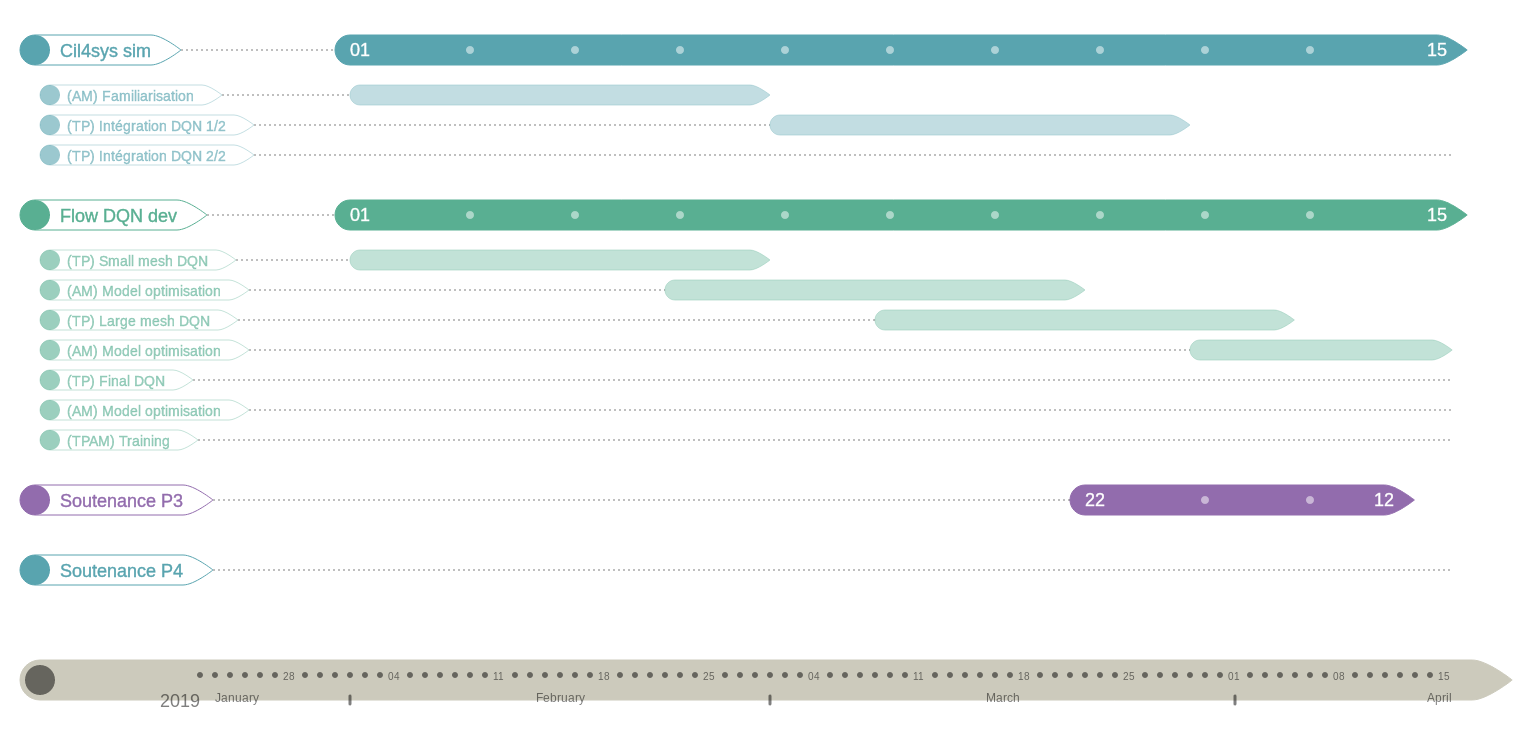 Cil4sys sim 01 15
(AM) Familiarisation
(TP) Intégration DQN 1/2
(TP) Intégration DQN 2/2
Flow DQN dev 01 15
(TP) Small mesh DQN
(AM) Model optimisation
(TP) Large mesh DQN
(AM) Model optimisation
(TP) Final DQN
(AM) Model optimisation
(TPAM) Training
Soutenance P3 22 12
Soutenance P4
28 04 11 18 25 04 11 18 25 01 08 15
2019 January February March April